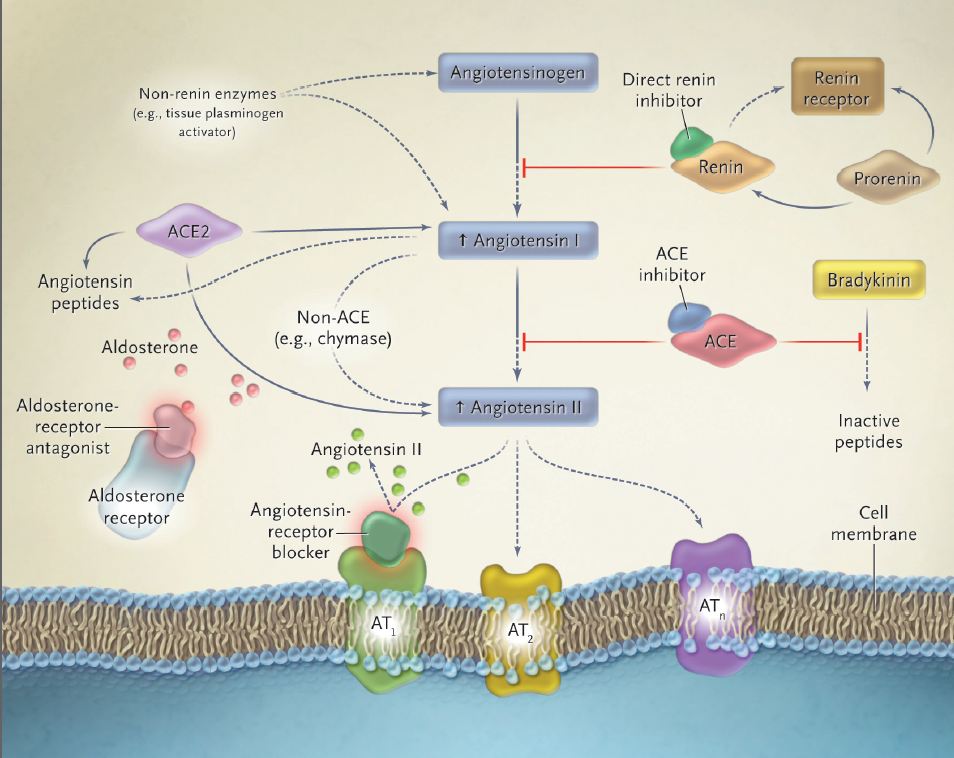 Angiotensinogen
Non-renin enzymes
(e.g., tissue plasminogen
activator)
Direct renin
inhibitor
Renin
receptor
Renin
Prorenin
ACE2
↑ Angiotensin I
Angiotensin
peptides
ACE
inhibitor
Bradykinin
Non-ACE
(e.g., chymase)
ACE
Aldosterone
↑ Angiotensin II
Aldosterone-
receptor
antagonist
Inactive
peptides
Angiotensin II
Aldosterone
receptor
Angiotensin-
receptor
blocker
Cell
membrane
AT1
AT2
ATn